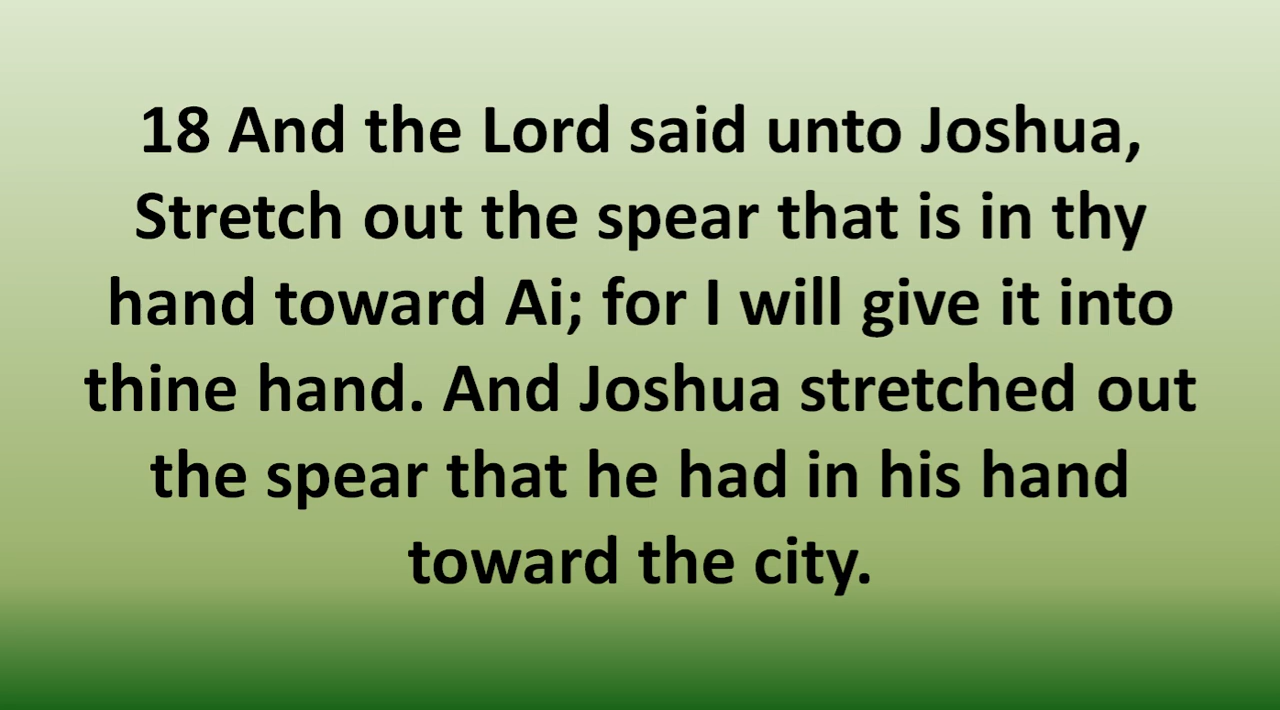 18 And the Lord said unto Joshua,
Stretch out the spear that is in thy
hand toward Ai; for I will give it into
thine hand. And Joshua stretched out
the spear that he had in his hand
toward the city.